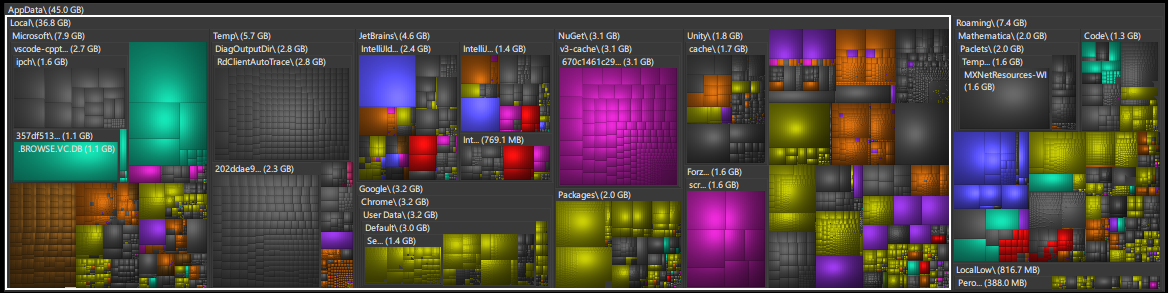 AppData\ (45.0 GB)
Local\ (36.8 GB)
Microsoft\ (7.9 GB)
vscode-cppt... (2.7 GB)
ipch\ (1.6 GB)
357df513... (1.1 GB)
.BROWSE.VC.DB (1.1 GB)
Temp\ (5.7 GB)
DiagOutputDir\ (2.8 GB)
RdClientAutoTrace\ (2.8 GB)
202ddae9... (2.3 GB)
JetBrains\ (4.6 GB)
IntelliJId... (2.4 GB)
IntelliJ... (1.4 GB)
Int... (769.1 MB)
Google\ (3.2 GB)
Chrome\ (3.2 GB)
User Data\ (3.2 GB)
Default\ (3.0 GB)
Se... (1.4 GB)
NuGet\ (3.1 GB)
v3-cache\ (3.1 GB)
670c1461c29... (3.1 GB)
Packages\ (2.0 GB)
Unity\ (1.8 GB)
cache\ (1.7 GB)
Forz... (1.6 GB)
scr... (1.6 GB)
Roaming\ (7.4 GB)
Mathematica\ (2.0 GB)
Paclets\ (2.0 GB)
Temp... (1.6 GB)
MXNetResources-WI
(1.6 GB)
Code\ (1.3 GB)
LocalLow\ (816.7 MB)
Pero... (388.0 MB)